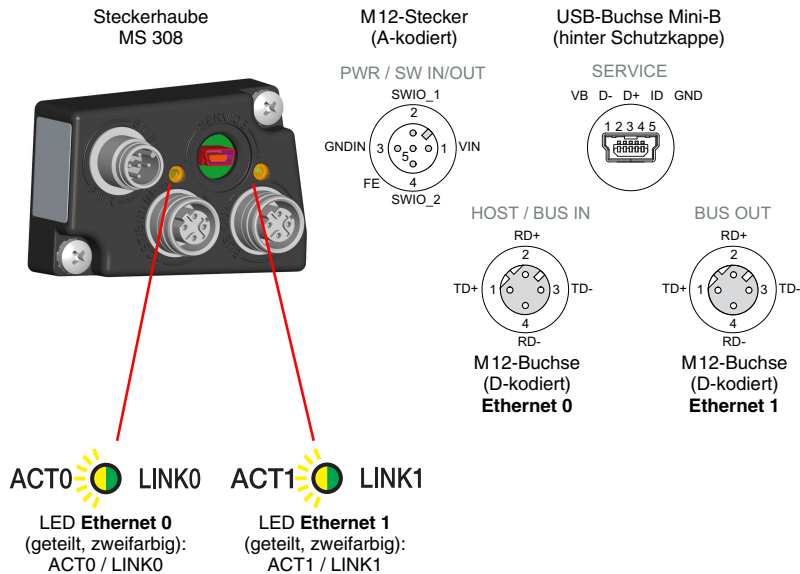 Steckerhaube
MS 308
M12-Stecker
(A-kodiert)
USB-Buchse Mini-B
(hinter Schutzkappe)
PWR / SW IN/OUT
SWIO_1
2
GNDIN 3 5 1 VIN
FE 4
SWIO_2
SERVICE
VB D- D+ ID GND
1 2 3 4 5
SERVICE
HOST / BUS IN
RD+
2
TD+ 1 3 TD-
4
RD-
M12-Buchse
(D-kodiert)
Ethernet 0
BUS OUT
RD+
2
TD+ 1 3 TD-
4
RD-
M12-Buchse
(D-kodiert)
Ethernet 1
ACT0 LINK0
LED Ethernet 0
(geteilt, zweifarbig):
ACT0 / LINK0
ACT1 LINK1
LED Ethernet 1
(geteilt, zweifarbig):
ACT1 / LINK1